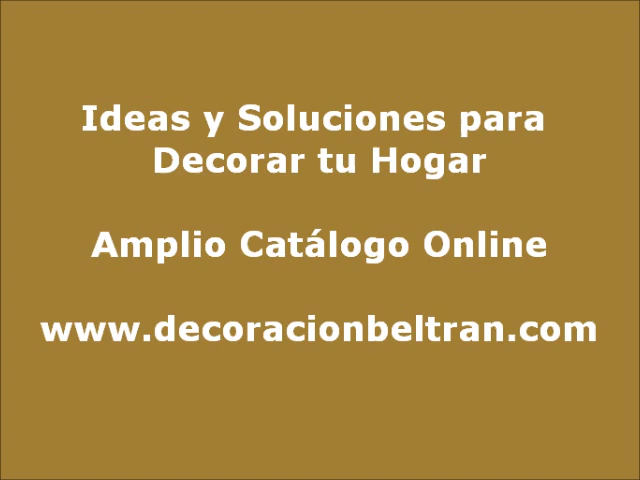 Ideas y Soluciones para
Decorar tu Hogar
Amplio Catálogo Online
www.decoracionbeltran.com